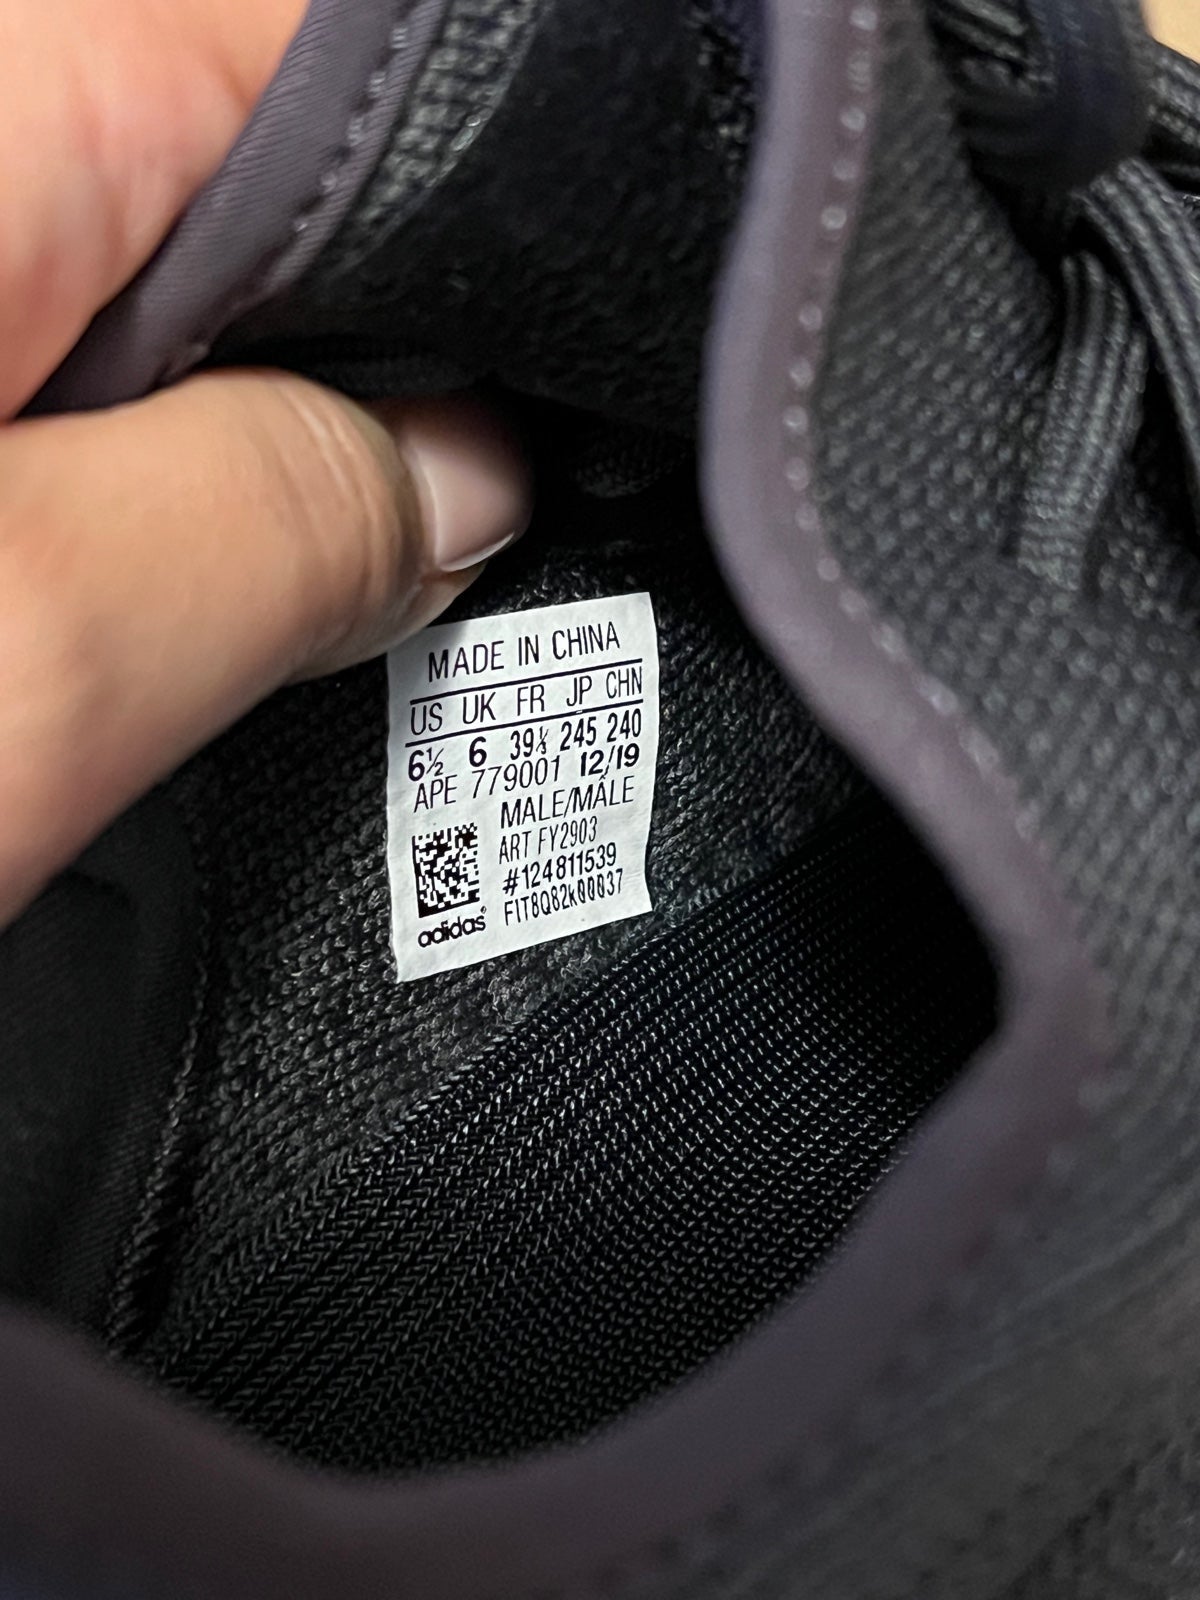 MADE IN CHINA
US UK FR JP CHN
6½ 6 39⅓ 245 240
APE 779001 12/19
MALE/MÂLE
ART FY2903
#124811539
F1T8Q82K00037
adidas®